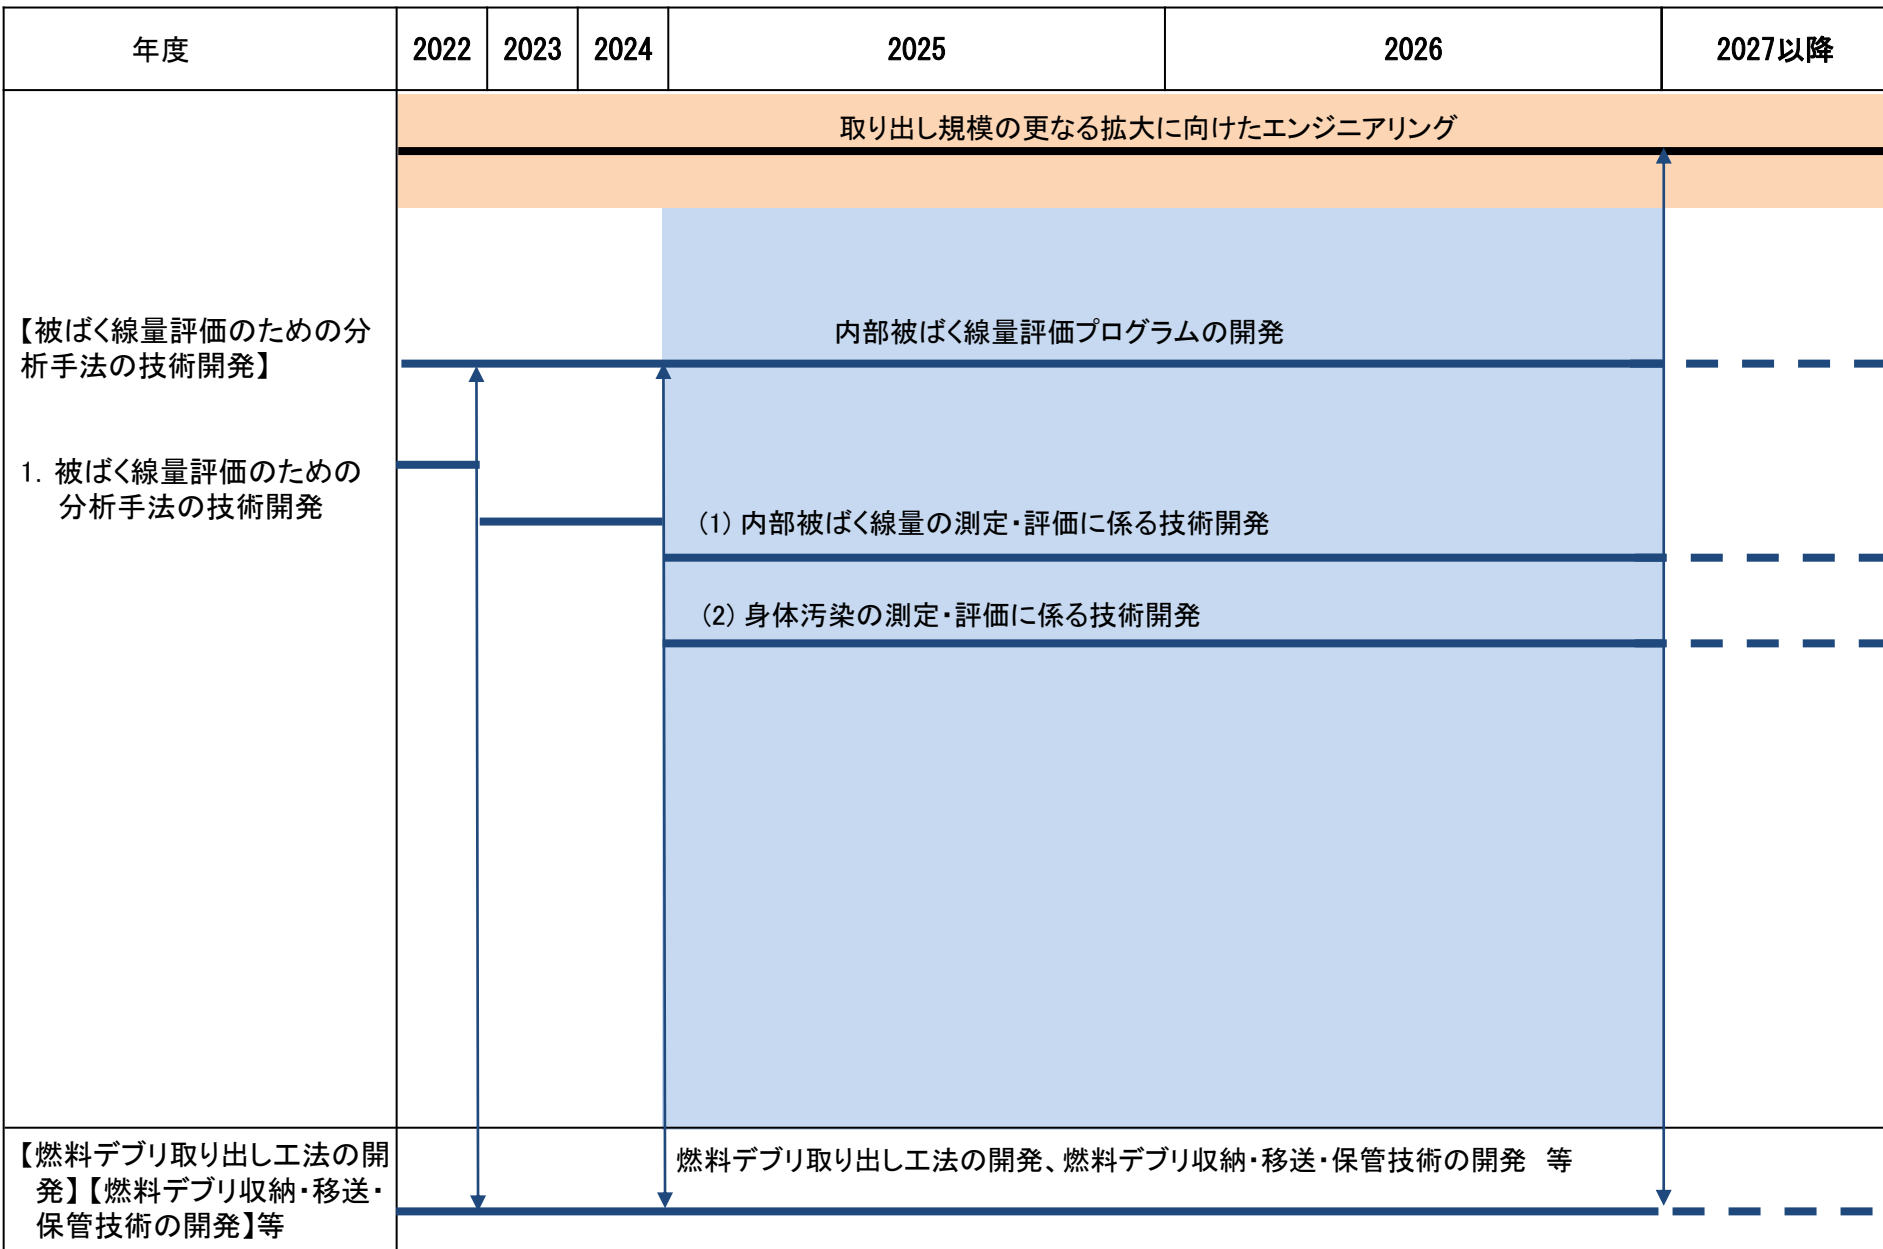 年度 2022 2023 2024 2025 2026 2027以降
取り出し規模の更なる拡大に向けたエンジニアリング
【被ばく線量評価のための分
析手法の技術開発】
内部被ばく線量評価プログラムの開発
1. 被ばく線量評価のための
分析手法の技術開発
(1) 内部被ばく線量の測定・評価に係る技術開発
(2) 身体汚染の測定・評価に係る技術開発
【燃料デブリ取り出し工法の開
発】【燃料デブリ収納・移送・
保管技術の開発】等
燃料デブリ取り出し工法の開発、燃料デブリ収納・移送・保管技術の開発　等